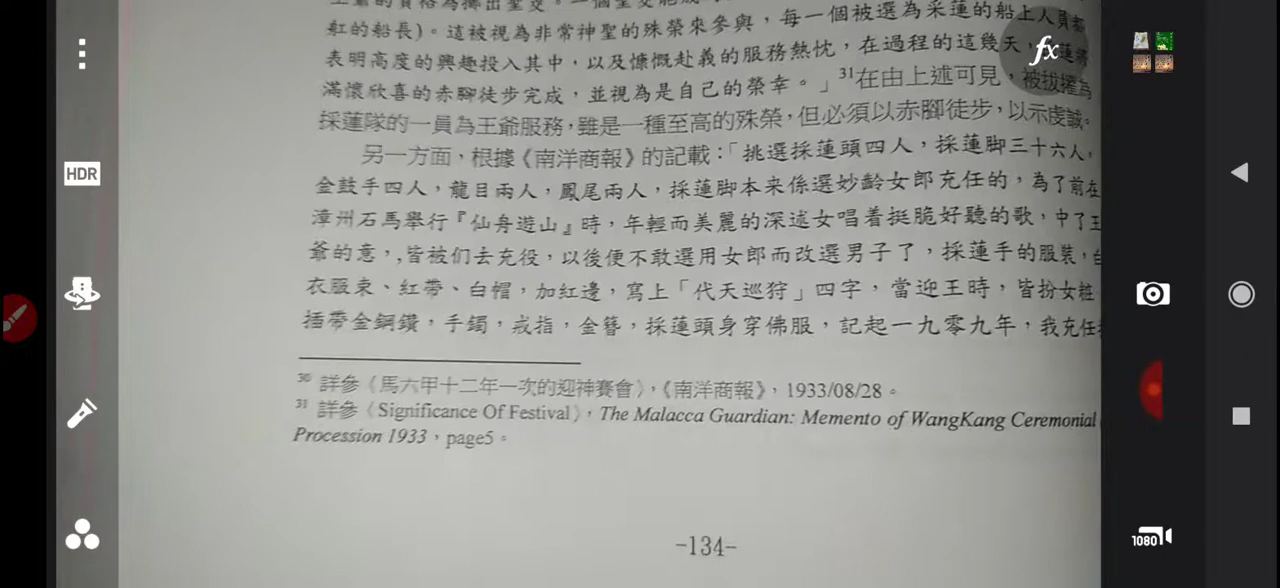 舡的船長)。這被視為非常神聖的殊榮來參與,每一個被選為采蓮的船上人員都
表明高度的興趣投入其中,以及慷慨赴義的服務熱忱,在過程的這幾天,
滿懷欣喜的赤腳徒步完成,並視為是自己的榮幸。」31在由上述可見,被拔擢為
採蓮隊的一員為王爺服務,雖是一種至高的殊榮,但必須以赤腳徒步,以示虔誠。
另一方面,根據《南洋商報》的記載:「挑選採蓮頭四人,採蓮脚三十六人,
金鼓手四人,龍目兩人,鳳尾兩人,採蓮脚本来係選妙齡女郎充任的,為了前在
漳州石馬舉行『仙舟遊山』時,年輕而美麗的深述女唱着挺脆好聽的歌,中了王
爺的意,,皆被们去充役,以後便不敢選用女郎而改選男子了,採蓮手的服裝,白
衣服束、紅帶、白帽,加紅邊,寫上「代天巡狩」四字,當迎王時,皆扮女粧
插帶金鋼鑽,手鐲,戒指,金簪,採蓮頭身穿佛服,記起一九零九年,我充任
30 詳參〈馬六甲十二年一次的迎神賽會〉,《南洋商報》,1933/08/28。
31 詳參〈Significance Of Festival〉,The Malacca Guardian: Memento of WangKang Ceremonial
Procession 1933,page5。
-134-
HDR
fx
1080